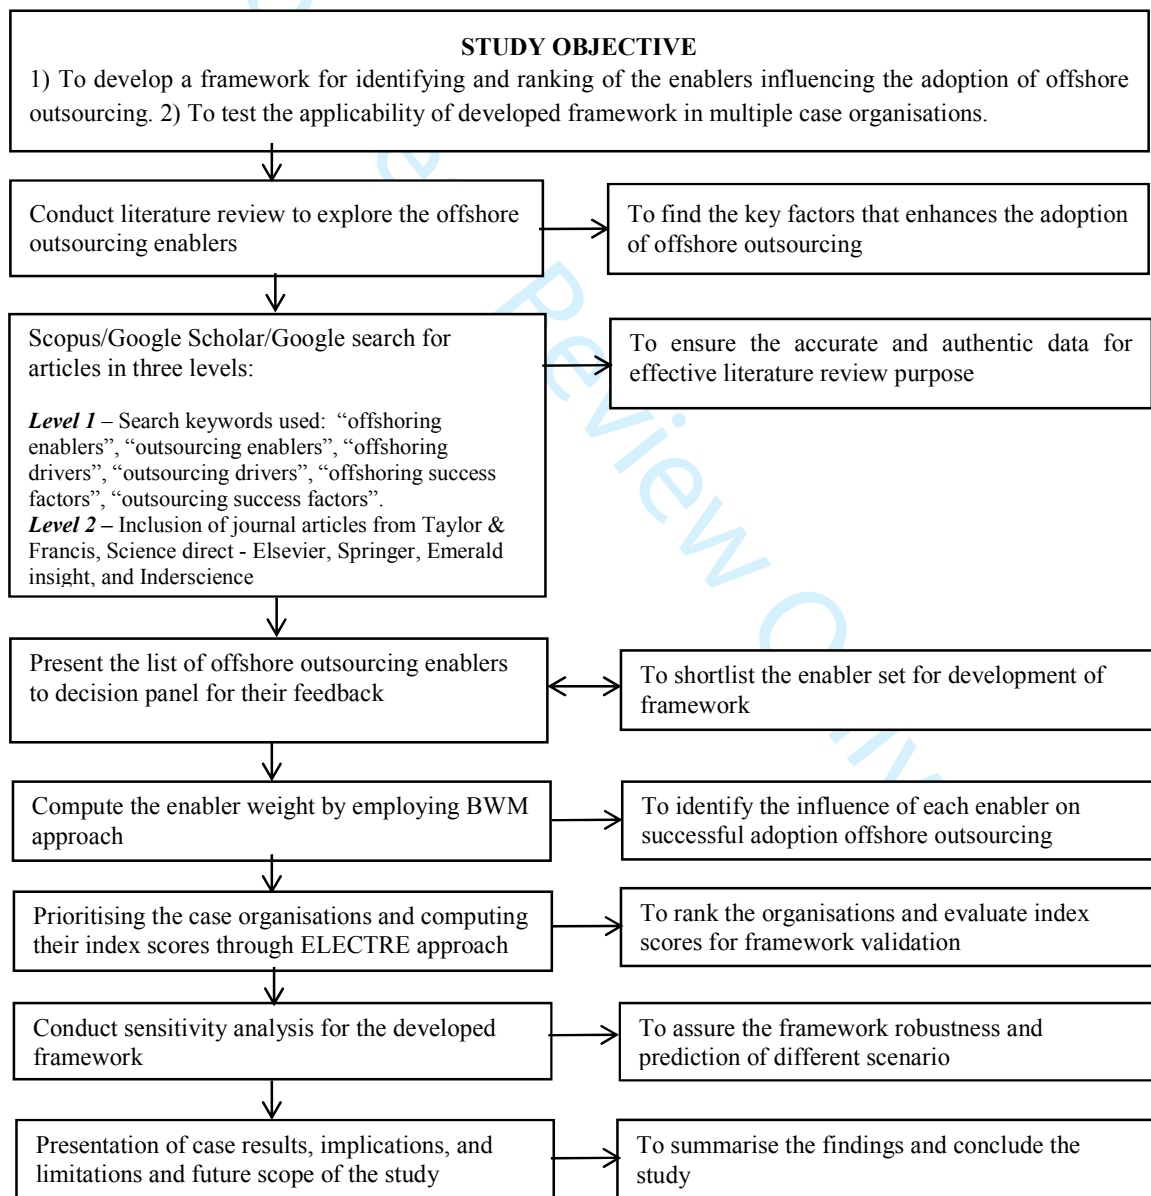 STUDY OBJECTIVE
1) To develop a framework for identifying and ranking of the enablers influencing the adoption of offshore
outsourcing. 2) To test the applicability of developed framework in multiple case organisations.
Conduct literature review to explore the offshore
outsourcing enablers
To find the key factors that enhances the adoption
of offshore outsourcing
Scopus/Google Scholar/Google search for
articles in three levels:
Level 1 – Search keywords used: “offshoring
enablers”, “outsourcing enablers”, “offshoring
drivers”, “outsourcing drivers”, “offshoring success
factors”, “outsourcing success factors”.
Level 2 – Inclusion of journal articles from Taylor &
Francis, Science direct - Elsevier, Springer, Emerald
insight, and Inderscience
To ensure the accurate and authentic data for
effective literature review purpose
Present the list of offshore outsourcing enablers
to decision panel for their feedback
To shortlist the enabler set for development of
framework
Compute the enabler weight by employing BWM
approach
To identify the influence of each enabler on
successful adoption offshore outsourcing
Prioritising the case organisations and computing
their index scores through ELECTRE approach
To rank the organisations and evaluate index
scores for framework validation
Conduct sensitivity analysis for the developed
framework
To assure the framework robustness and
prediction of different scenario
Presentation of case results, implications, and
limitations and future scope of the study
To summarise the findings and conclude the
study
Review Only